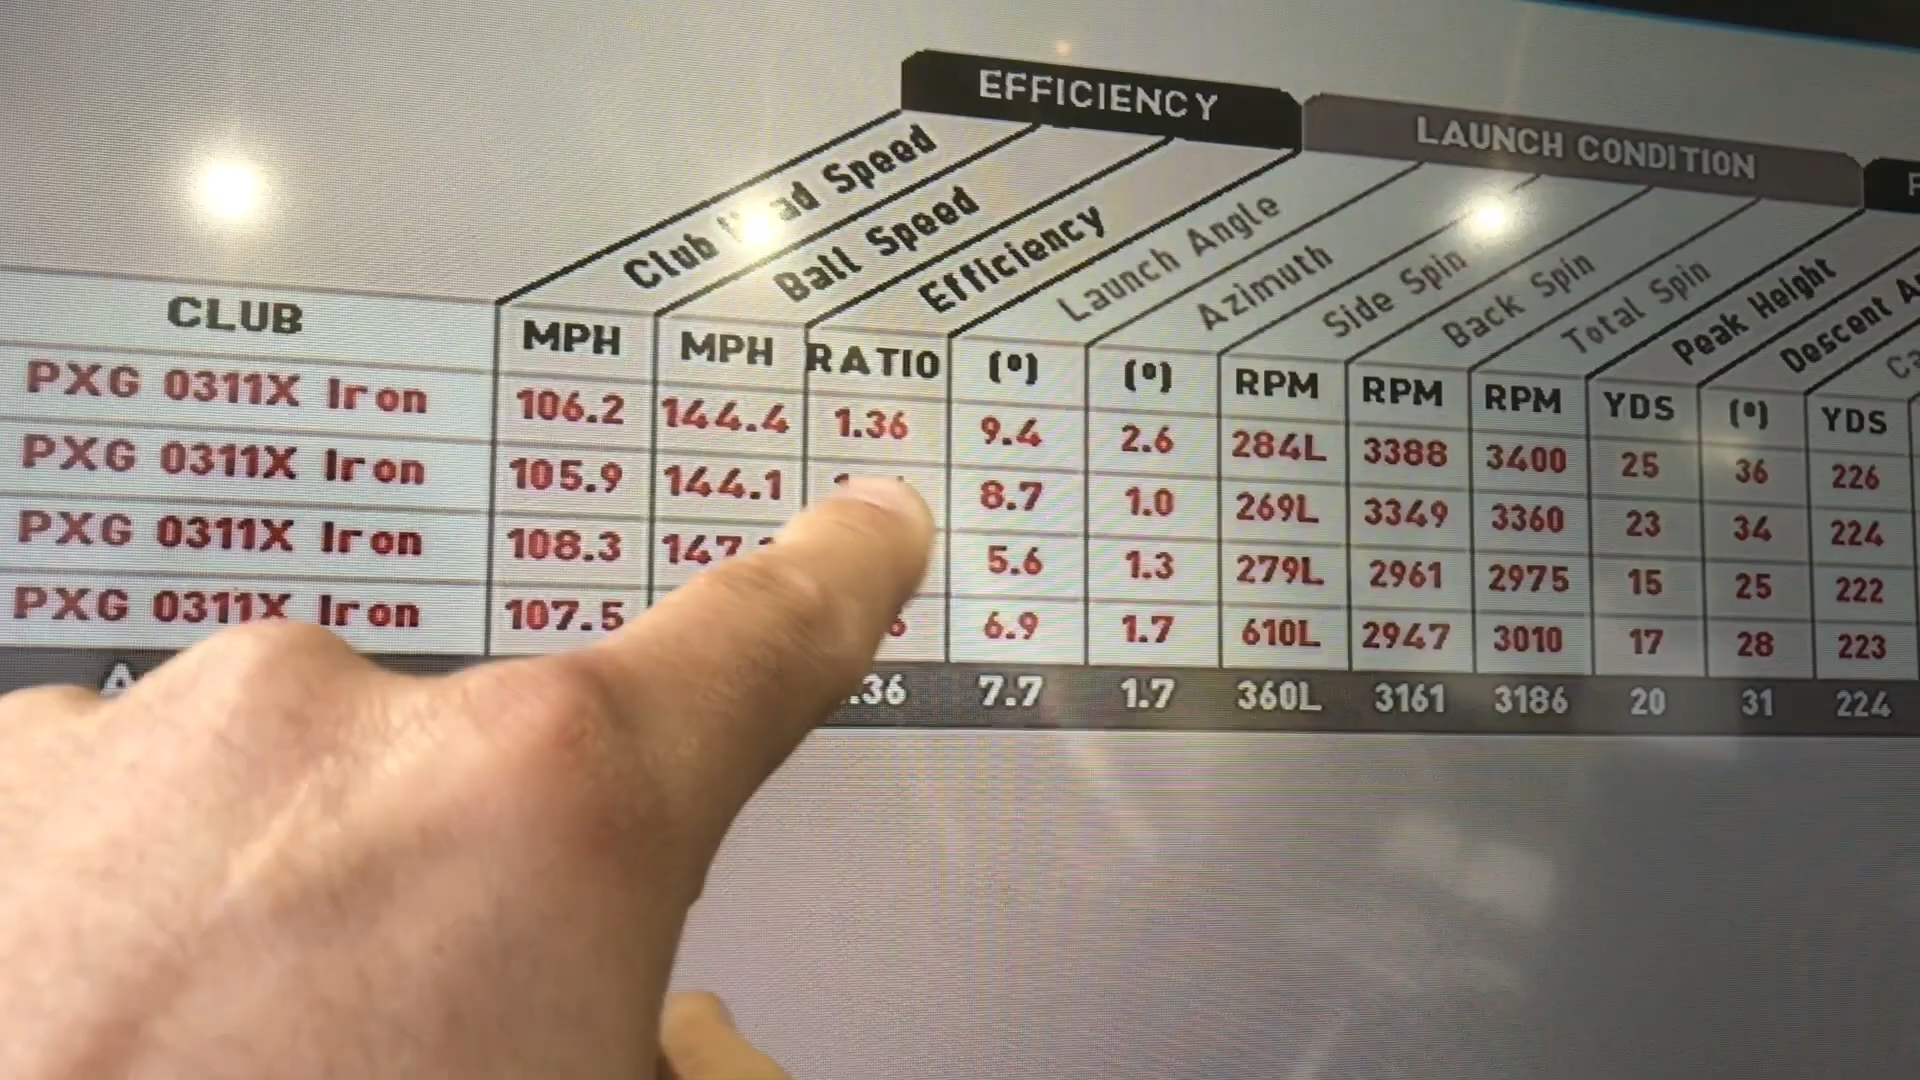 EFFICIENCY LAUNCH CONDITION
Club Speed Ball Speed Efficiency Launch Angle Azimuth Side Spin Back Spin Total Spin Peak Height Descent
CLUB MPH MPH RATIO (°) (°) RPM RPM RPM YDS (°) YDS
PXG 0311X Iron 106.2 144.4 1.36 9.4 2.6 284L 3388 3400 25 36 226
PXG 0311X Iron 105.9 144.1 8.7 1.0 269L 3349 3360 23 34 224
PXG 0311X Iron 108.3 5.6 1.3 279L 2961 2975 15 25 222
PXG 0311X Iron 107.5 6.9 1.7 610L 2947 3010 17 28 223
.36 7.7 1.7 360L 3161 3186 20 31 224